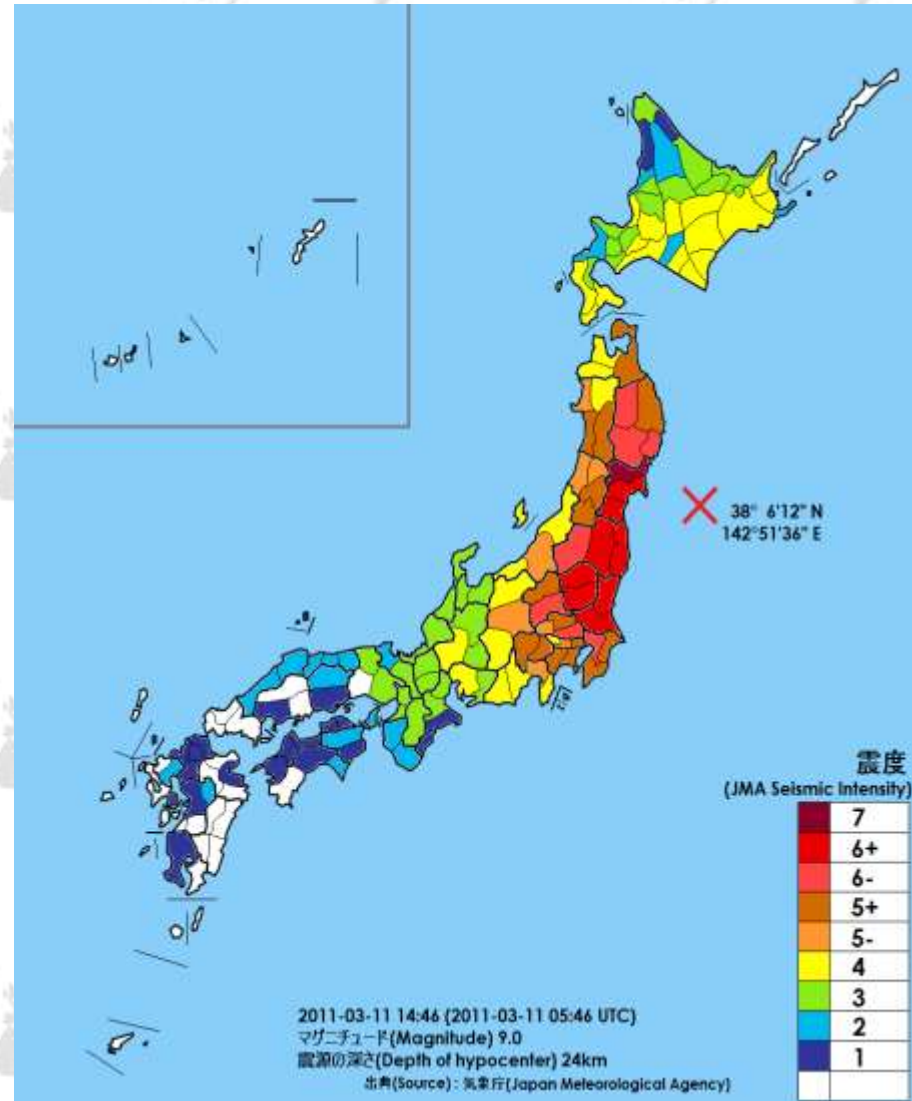 38° 6'12" N
142°51'36" E
震度
(JMA Seismic Intensity)
7
6+
6-
5+
5-
4
3
2
1
2011-03-11 14:46 (2011-03-11 05:46 UTC)
マグニチュード(Magnitude) 9.0
震源の深さ(Depth of hypocenter) 24km
出典(Source) : 気象庁(Japan Meteorological Agency)